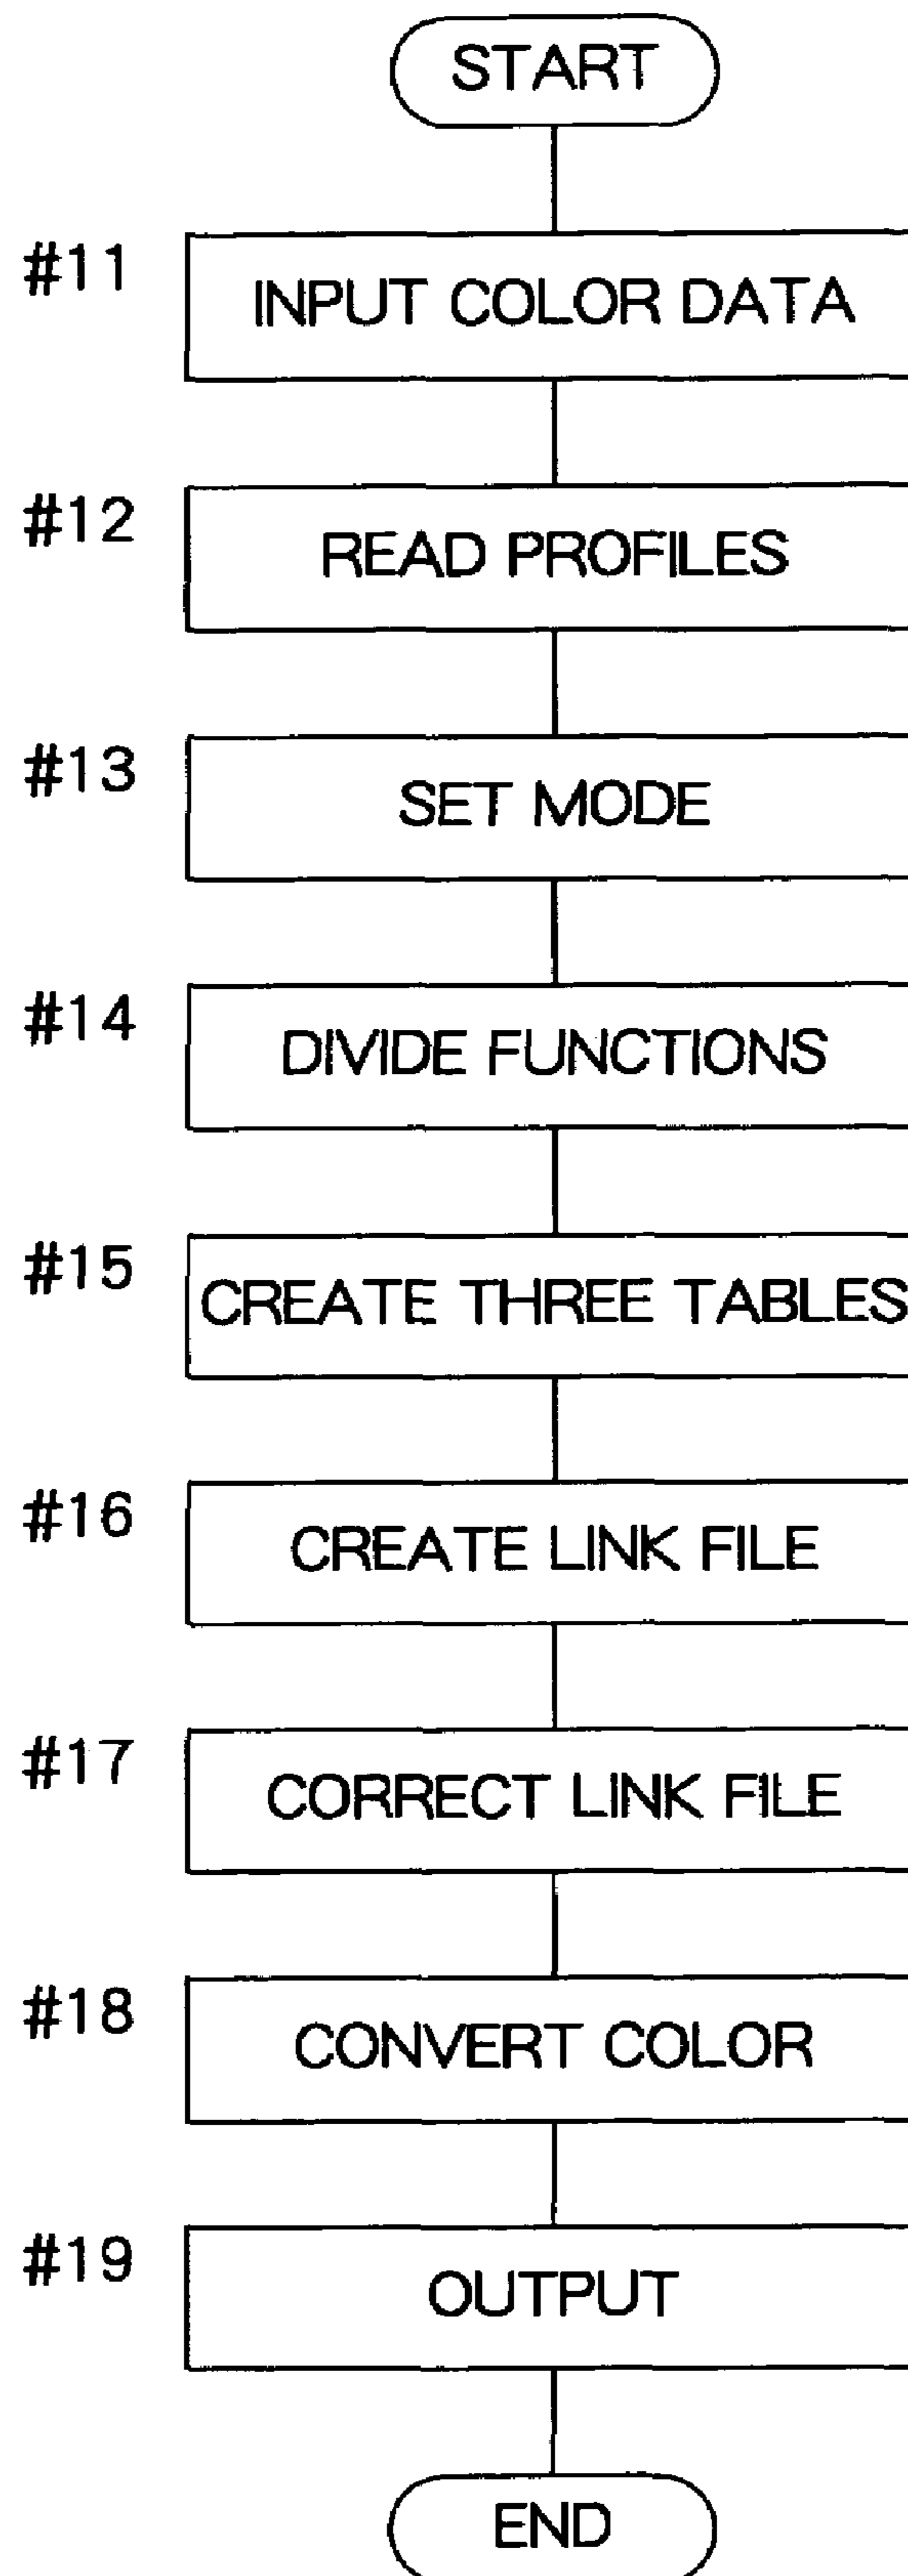 START
#11
INPUT COLOR DATA
#12
READ PROFILES
#13
SET MODE
#14
DIVIDE FUNCTIONS
#15
CREATE THREE TABLES
#16
CREATE LINK FILE
#17
CORRECT LINK FILE
#18
CONVERT COLOR
#19
OUTPUT
END